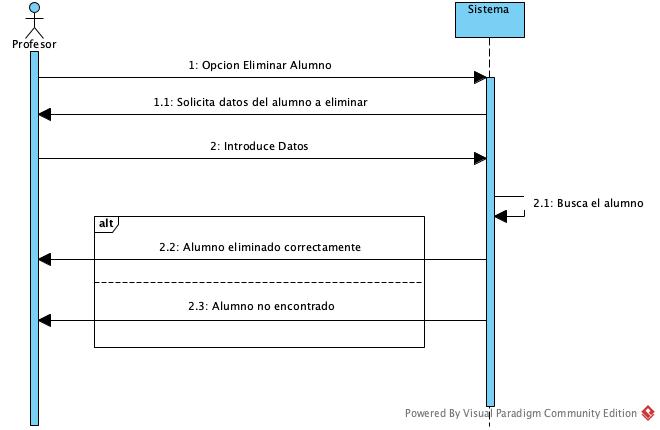 Profesor
Sistema
1: Opcion Eliminar Alumno
1.1: Solicita datos del alumno a eliminar
2: Introduce Datos
2.1: Busca el alumno
alt
2.2: Alumno eliminado correctamente
2.3: Alumno no encontrado
Powered By Visual Paradigm Community Edition